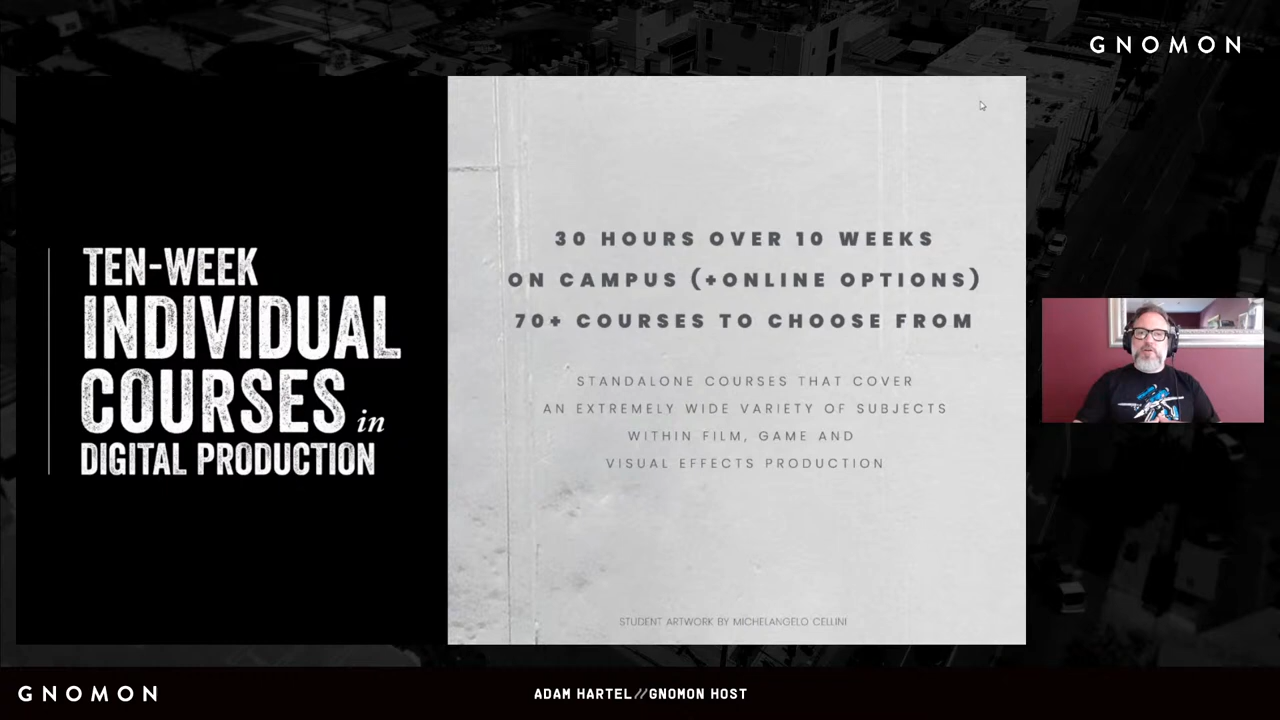 GNOMON
TEN-WEEK
INDIVIDUAL
COURSES in
DIGITAL PRODUCTION
30 HOURS OVER 10 WEEKS
ON CAMPUS (+ONLINE OPTIONS)
70+ COURSES TO CHOOSE FROM
STANDALONE COURSES THAT COVER
AN EXTREMELY WIDE VARIETY OF SUBJECTS
WITHIN FILM, GAME AND
VISUAL EFFECTS PRODUCTION
STUDENT ARTWORK BY MICHELANGELO CELLINI
GNOMON
ADAM HARTEL//GNOMON HOST